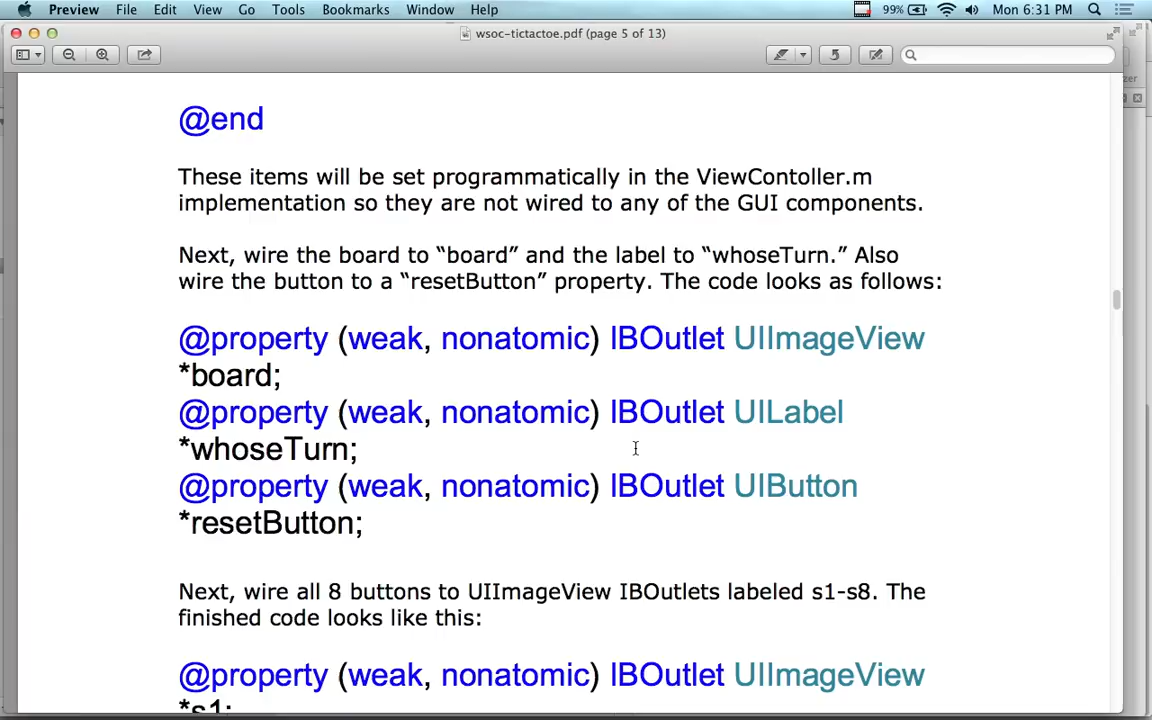 Preview File Edit View Go Tools Bookmarks Window Help 99% Mon 6:31 PM
wsoc-tictactoe.pdf (page 5 of 13)
@end
These items will be set programmatically in the ViewContoller.m
implementation so they are not wired to any of the GUI components.
Next, wire the board to “board” and the label to “whoseTurn.” Also
wire the button to a “resetButton” property. The code looks as follows:
@property (weak, nonatomic) IBOutlet UIImageView
*board;
@property (weak, nonatomic) IBOutlet UILabel
*whoseTurn;
@property (weak, nonatomic) IBOutlet UIButton
*resetButton;
Next, wire all 8 buttons to UIImageView IBOutlets labeled s1-s8. The
finished code looks like this:
@property (weak, nonatomic) IBOutlet UIImageView
*s1;